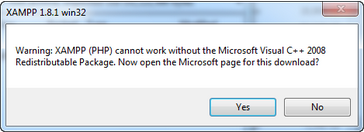 XAMPP 1.8.1 win32
Warning: XAMPP (PHP) cannot work without the Microsoft Visual C++ 2008
Redistributable Package. Now open the Microsoft page for this download?
Yes
No